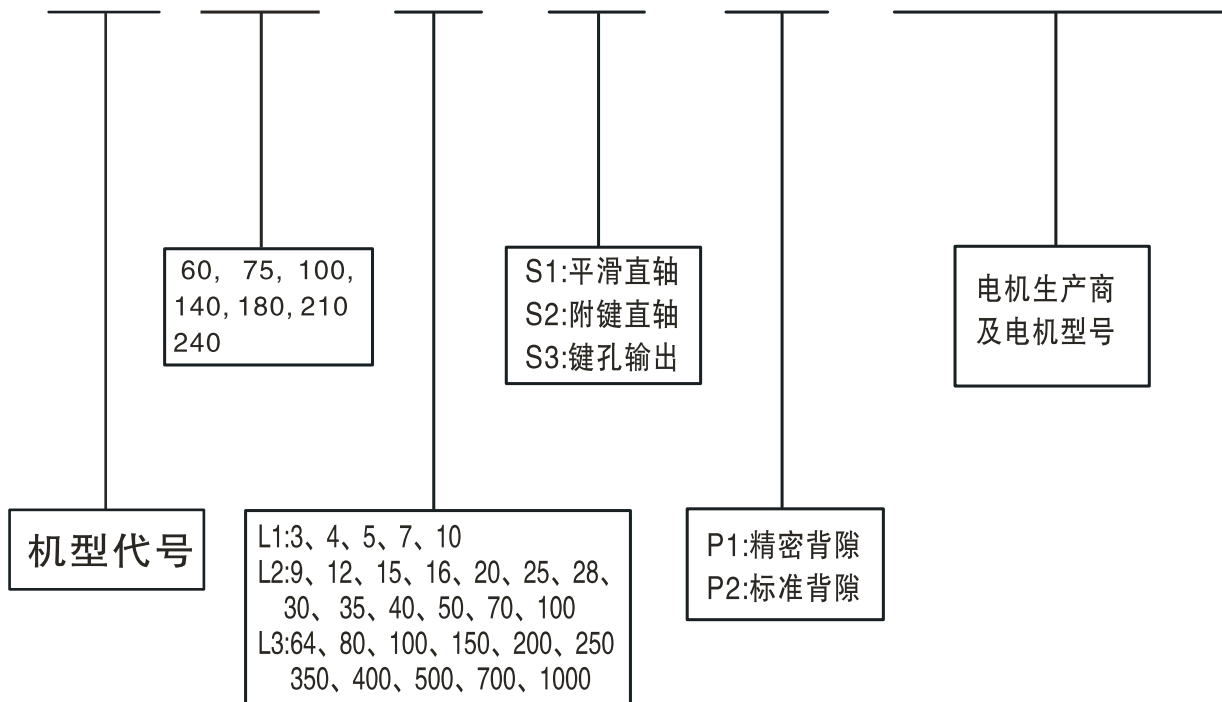 60, 75, 100,
140, 180, 210
240
S1:平滑直轴
S2:附键直轴
S3:键孔输出
电机生产商
及电机型号
机型代号
L1:3、4、5、7、10
L2:9、12、15、16、20、25、28、
30、35、40、50、70、100
L3:64、80、100、150、200、250
350、400、500、700、1000
P1:精密背隙
P2:标准背隙